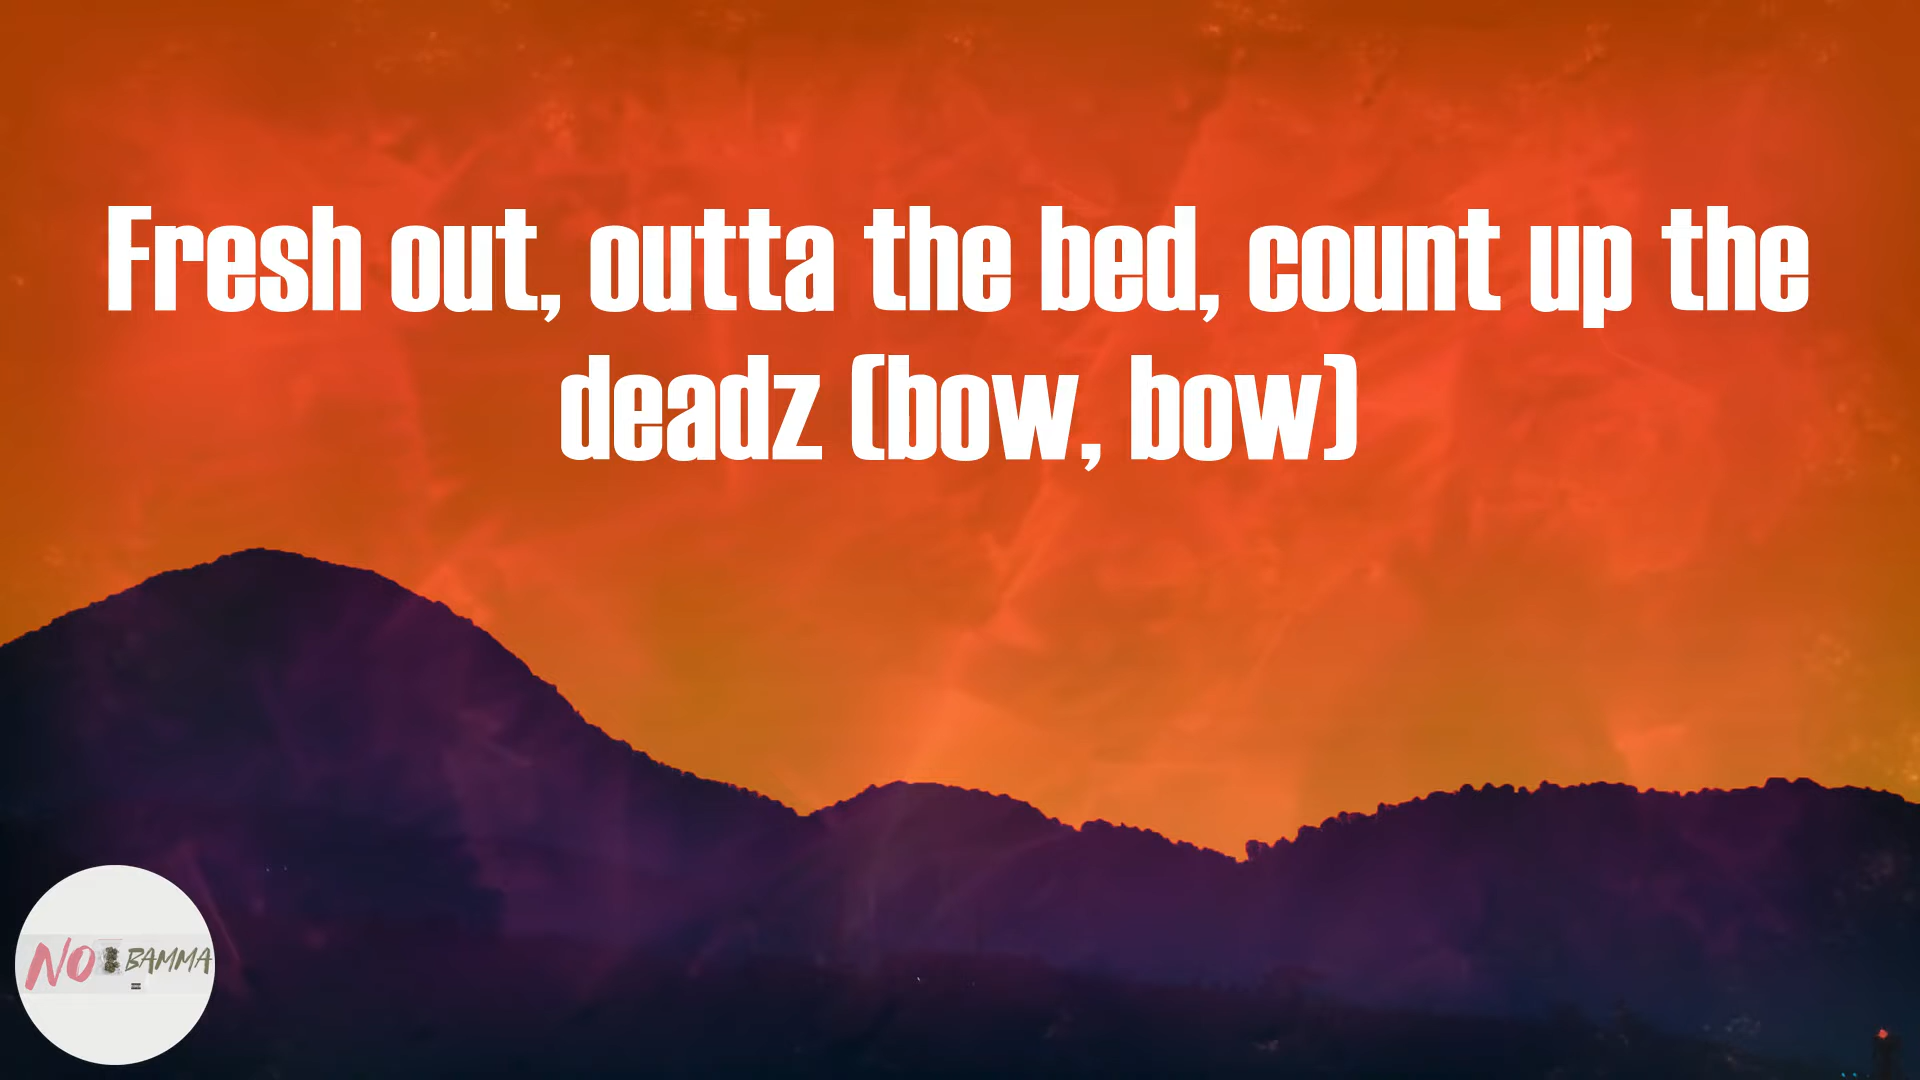 Fresh out, outta the bed, count up the
deadz (bow, bow)
NO BAMMA